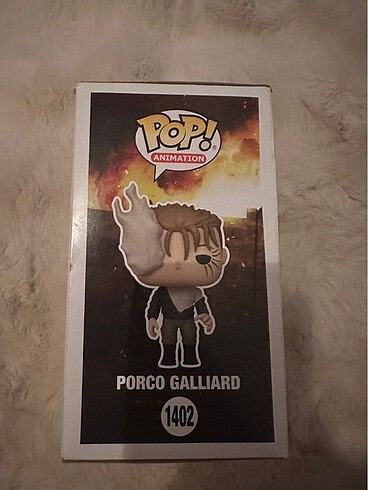 POP!
ANIMATION
PORCO GALLIARD
1402